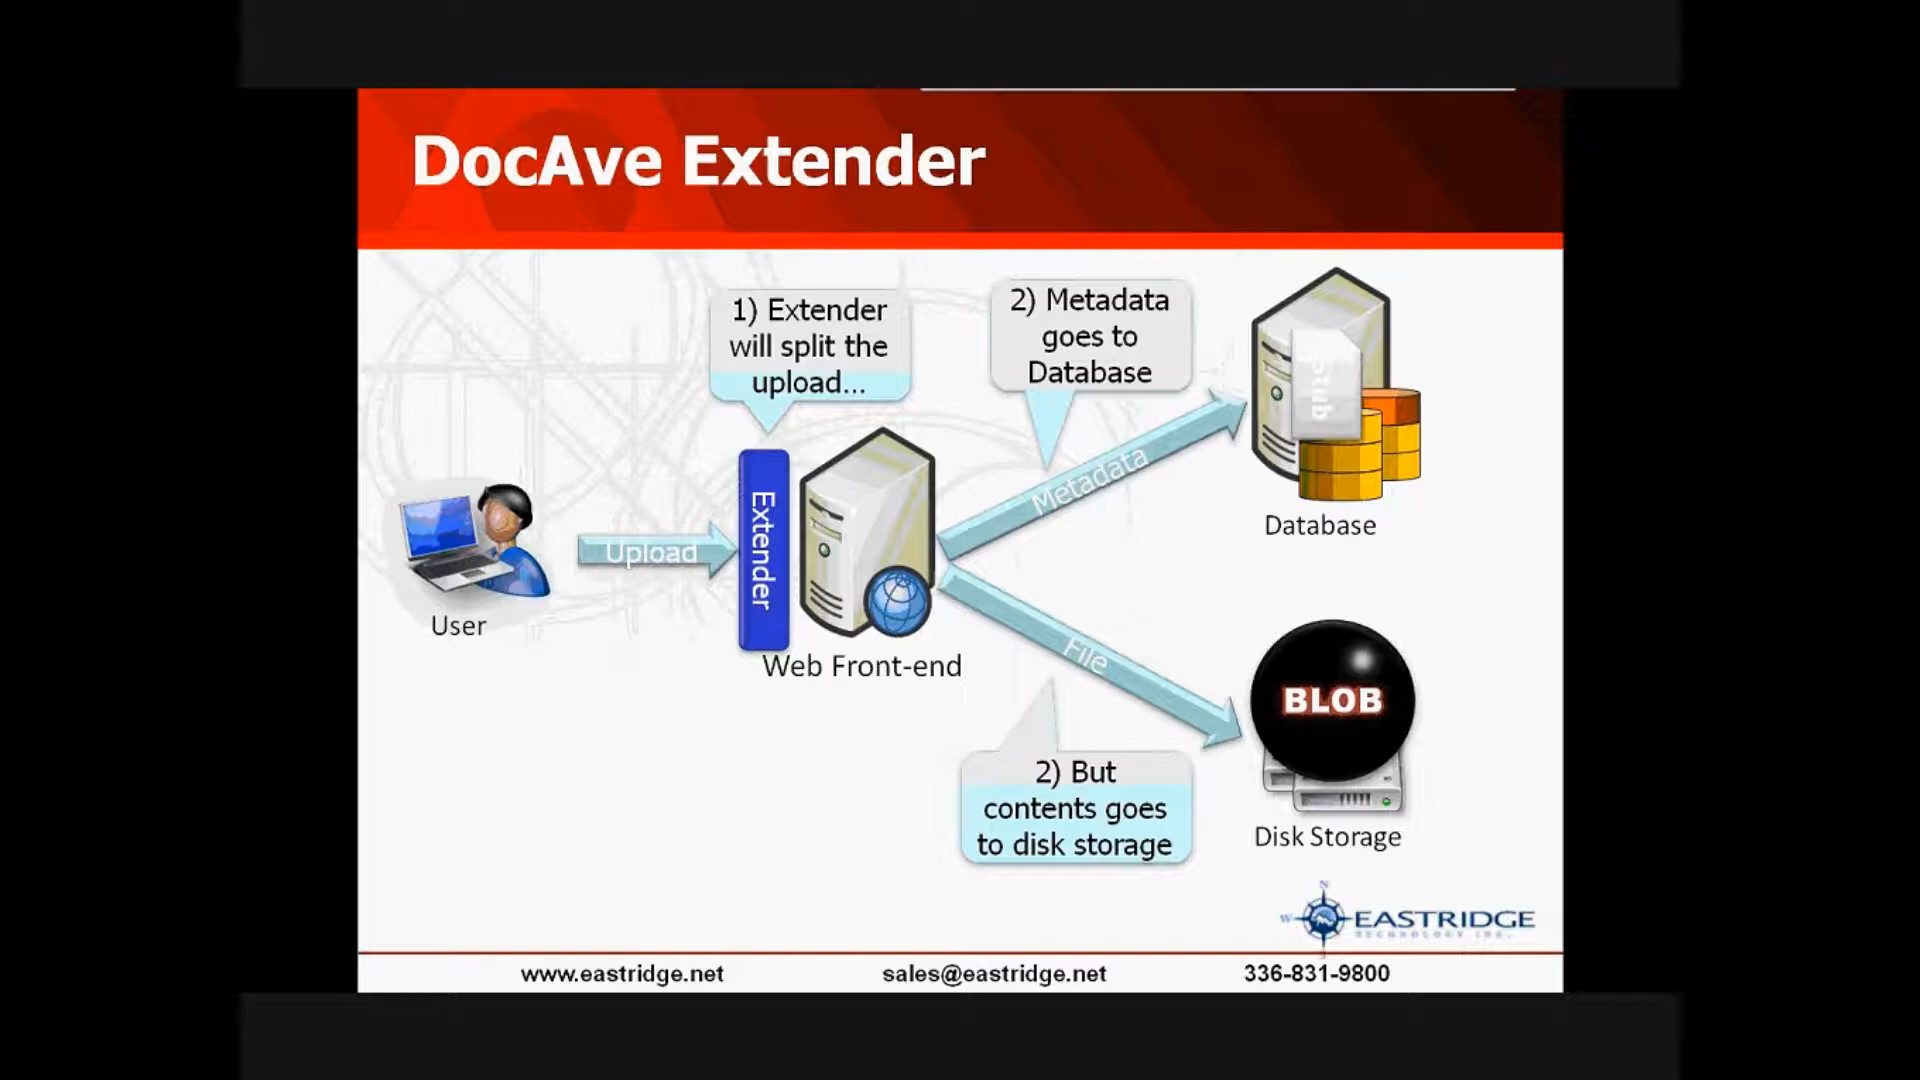 DocAve Extender
1) Extender
will split the
upload...
2) Metadata
goes to
Database
Stub
Metadata
Database
Extender
Upload
User
Web Front-end
File
BLOB
2) But
contents goes
to disk storage
Disk Storage
N
W
EASTRIDGE
TECHNOLOGY INC.
www.eastridge.net
sales@eastridge.net
336-831-9800